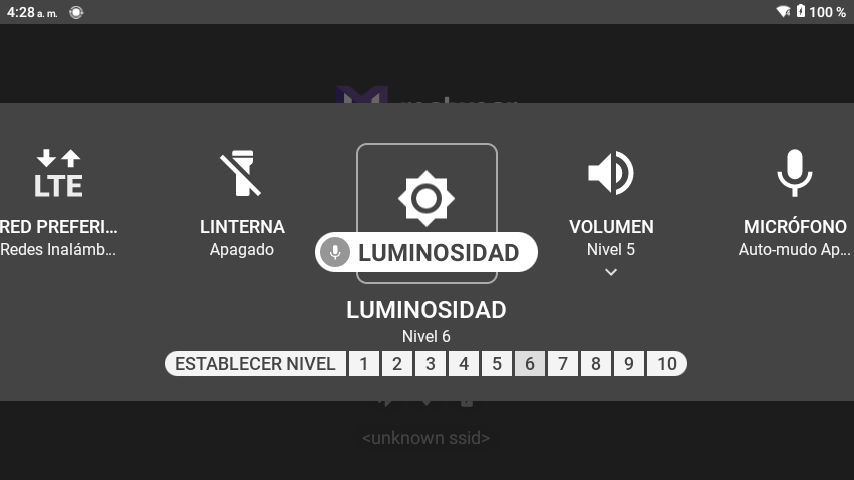 4:28 a. m.
100 %
LTE
RED PREFERI...
Redes Inalámb...
LINTERNA
Apagado
LUMINOSIDAD
VOLUMEN
Nivel 5
MICRÓFONO
Auto-mudo Ap...
LUMINOSIDAD
Nivel 6
ESTABLECER NIVEL 1 2 3 4 5 6 7 8 9 10
<unknown ssid>